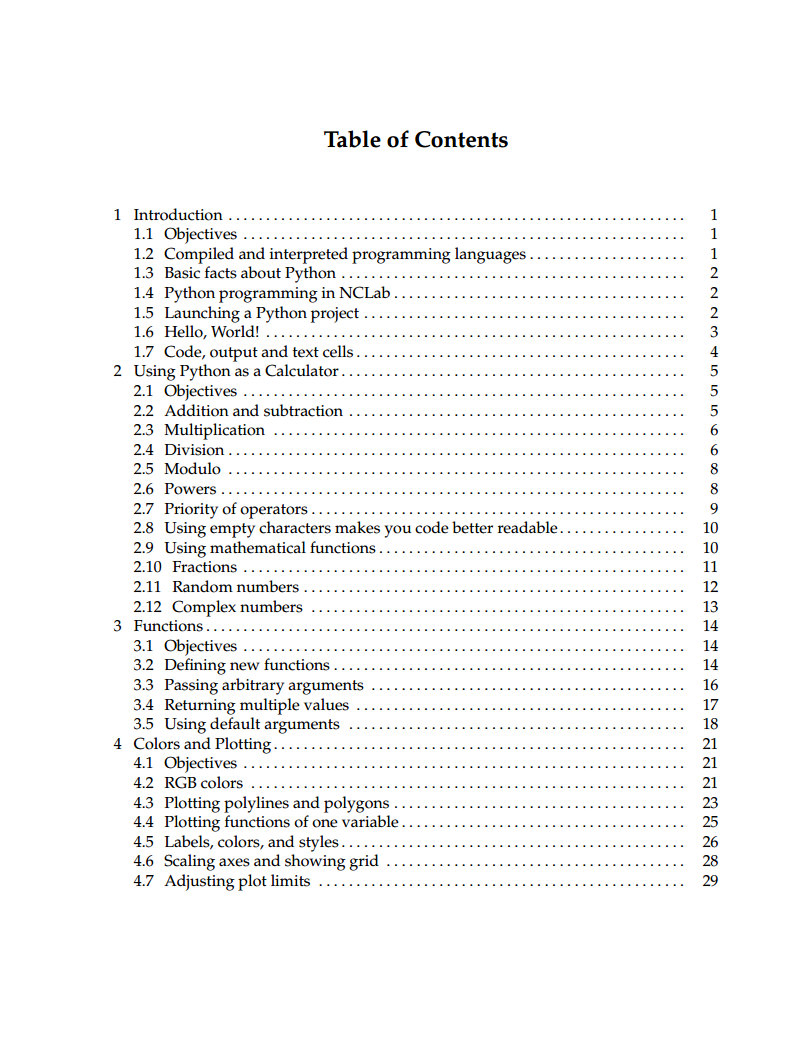 Table of Contents
1 Introduction . . . . . . . . . . . . . . . . . . . . . . . . . . . . . . . . . . . . . . . . . . . . . . . . . . . . . . . . . . . . 1
1.1 Objectives . . . . . . . . . . . . . . . . . . . . . . . . . . . . . . . . . . . . . . . . . . . . . . . . . . . . . . . . . . 1
1.2 Compiled and interpreted programming languages . . . . . . . . . . . . . . . . . . . . . 1
1.3 Basic facts about Python . . . . . . . . . . . . . . . . . . . . . . . . . . . . . . . . . . . . . . . . . . . . . 2
1.4 Python programming in NCLab . . . . . . . . . . . . . . . . . . . . . . . . . . . . . . . . . . . . . . 2
1.5 Launching a Python project . . . . . . . . . . . . . . . . . . . . . . . . . . . . . . . . . . . . . . . . . . 2
1.6 Hello, World! . . . . . . . . . . . . . . . . . . . . . . . . . . . . . . . . . . . . . . . . . . . . . . . . . . . . . . . 3
1.7 Code, output and text cells . . . . . . . . . . . . . . . . . . . . . . . . . . . . . . . . . . . . . . . . . . . 4
2 Using Python as a Calculator . . . . . . . . . . . . . . . . . . . . . . . . . . . . . . . . . . . . . . . . . . . . . 5
2.1 Objectives . . . . . . . . . . . . . . . . . . . . . . . . . . . . . . . . . . . . . . . . . . . . . . . . . . . . . . . . . . 5
2.2 Addition and subtraction . . . . . . . . . . . . . . . . . . . . . . . . . . . . . . . . . . . . . . . . . . . . 5
2.3 Multiplication . . . . . . . . . . . . . . . . . . . . . . . . . . . . . . . . . . . . . . . . . . . . . . . . . . . . . . 6
2.4 Division . . . . . . . . . . . . . . . . . . . . . . . . . . . . . . . . . . . . . . . . . . . . . . . . . . . . . . . . . . . . 6
2.5 Modulo . . . . . . . . . . . . . . . . . . . . . . . . . . . . . . . . . . . . . . . . . . . . . . . . . . . . . . . . . . . . 8
2.6 Powers . . . . . . . . . . . . . . . . . . . . . . . . . . . . . . . . . . . . . . . . . . . . . . . . . . . . . . . . . . . . . 8
2.7 Priority of operators . . . . . . . . . . . . . . . . . . . . . . . . . . . . . . . . . . . . . . . . . . . . . . . . . 9
2.8 Using empty characters makes you code better readable . . . . . . . . . . . . . . . . . 10
2.9 Using mathematical functions . . . . . . . . . . . . . . . . . . . . . . . . . . . . . . . . . . . . . . . . 10
2.10 Fractions . . . . . . . . . . . . . . . . . . . . . . . . . . . . . . . . . . . . . . . . . . . . . . . . . . . . . . . . . . 11
2.11 Random numbers . . . . . . . . . . . . . . . . . . . . . . . . . . . . . . . . . . . . . . . . . . . . . . . . . . 12
2.12 Complex numbers . . . . . . . . . . . . . . . . . . . . . . . . . . . . . . . . . . . . . . . . . . . . . . . . . 13
3 Functions . . . . . . . . . . . . . . . . . . . . . . . . . . . . . . . . . . . . . . . . . . . . . . . . . . . . . . . . . . . . . . . 14
3.1 Objectives . . . . . . . . . . . . . . . . . . . . . . . . . . . . . . . . . . . . . . . . . . . . . . . . . . . . . . . . . . 14
3.2 Defining new functions . . . . . . . . . . . . . . . . . . . . . . . . . . . . . . . . . . . . . . . . . . . . . . 14
3.3 Passing arbitrary arguments . . . . . . . . . . . . . . . . . . . . . . . . . . . . . . . . . . . . . . . . . 16
3.4 Returning multiple values . . . . . . . . . . . . . . . . . . . . . . . . . . . . . . . . . . . . . . . . . . . 17
3.5 Using default arguments . . . . . . . . . . . . . . . . . . . . . . . . . . . . . . . . . . . . . . . . . . . . 18
4 Colors and Plotting . . . . . . . . . . . . . . . . . . . . . . . . . . . . . . . . . . . . . . . . . . . . . . . . . . . . . . 21
4.1 Objectives . . . . . . . . . . . . . . . . . . . . . . . . . . . . . . . . . . . . . . . . . . . . . . . . . . . . . . . . . . 21
4.2 RGB colors . . . . . . . . . . . . . . . . . . . . . . . . . . . . . . . . . . . . . . . . . . . . . . . . . . . . . . . . . 21
4.3 Plotting polylines and polygons . . . . . . . . . . . . . . . . . . . . . . . . . . . . . . . . . . . . . . 23
4.4 Plotting functions of one variable . . . . . . . . . . . . . . . . . . . . . . . . . . . . . . . . . . . . . 25
4.5 Labels, colors, and styles . . . . . . . . . . . . . . . . . . . . . . . . . . . . . . . . . . . . . . . . . . . . . 26
4.6 Scaling axes and showing grid . . . . . . . . . . . . . . . . . . . . . . . . . . . . . . . . . . . . . . . 28
4.7 Adjusting plot limits . . . . . . . . . . . . . . . . . . . . . . . . . . . . . . . . . . . . . . . . . . . . . . . . 29